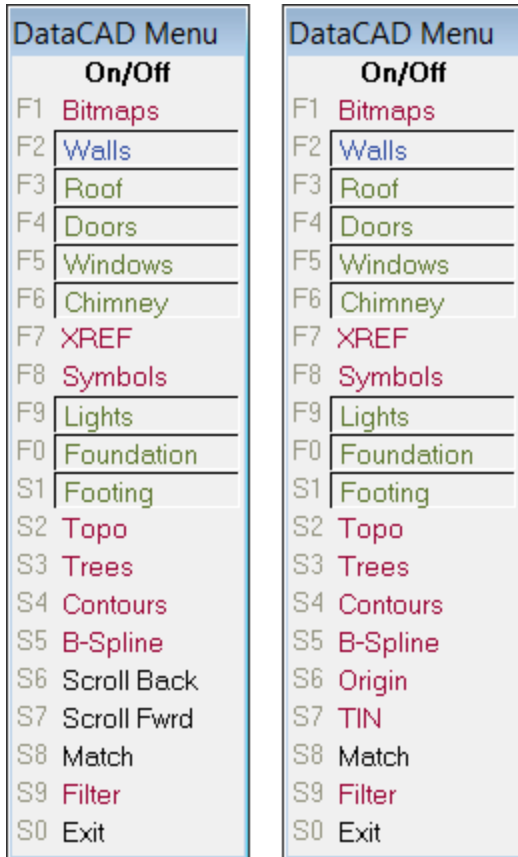 DataCAD Menu
On/Off
F1 Bitmaps
F2 Walls
F3 Roof
F4 Doors
F5 Windows
F6 Chimney
F7 XREF
F8 Symbols
F9 Lights
F0 Foundation
S1 Footing
S2 Topo
S3 Trees
S4 Contours
S5 B-Spline
S6 Scroll Back
S7 Scroll Fwrd
S8 Match
S9 Filter
S0 Exit
DataCAD Menu
On/Off
F1 Bitmaps
F2 Walls
F3 Roof
F4 Doors
F5 Windows
F6 Chimney
F7 XREF
F8 Symbols
F9 Lights
F0 Foundation
S1 Footing
S2 Topo
S3 Trees
S4 Contours
S5 B-Spline
S6 Origin
S7 TIN
S8 Match
S9 Filter
S0 Exit